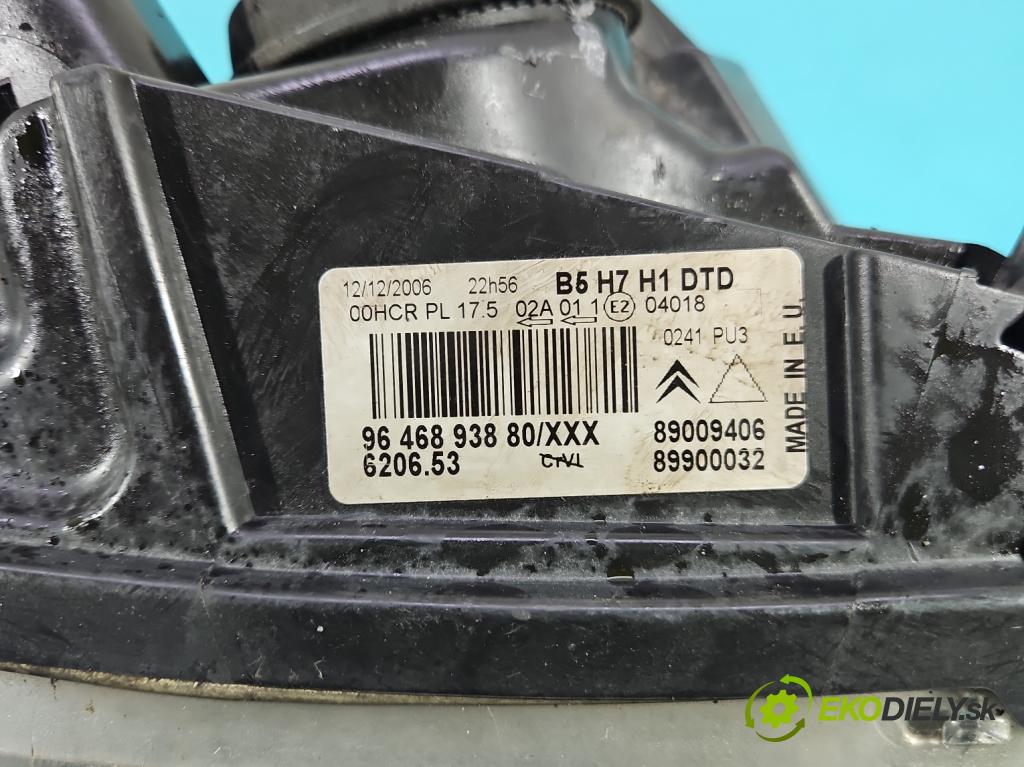 12/12/2006 22h56 B5 H7 H1 DTD
00HCR PL 17.5 02A 01 1 E2 04018
0241 PU3
96 468 938 80/XXX 89009406
6206.53 CTVL 89900032
MADE IN E.U.
EKODIELY.sk